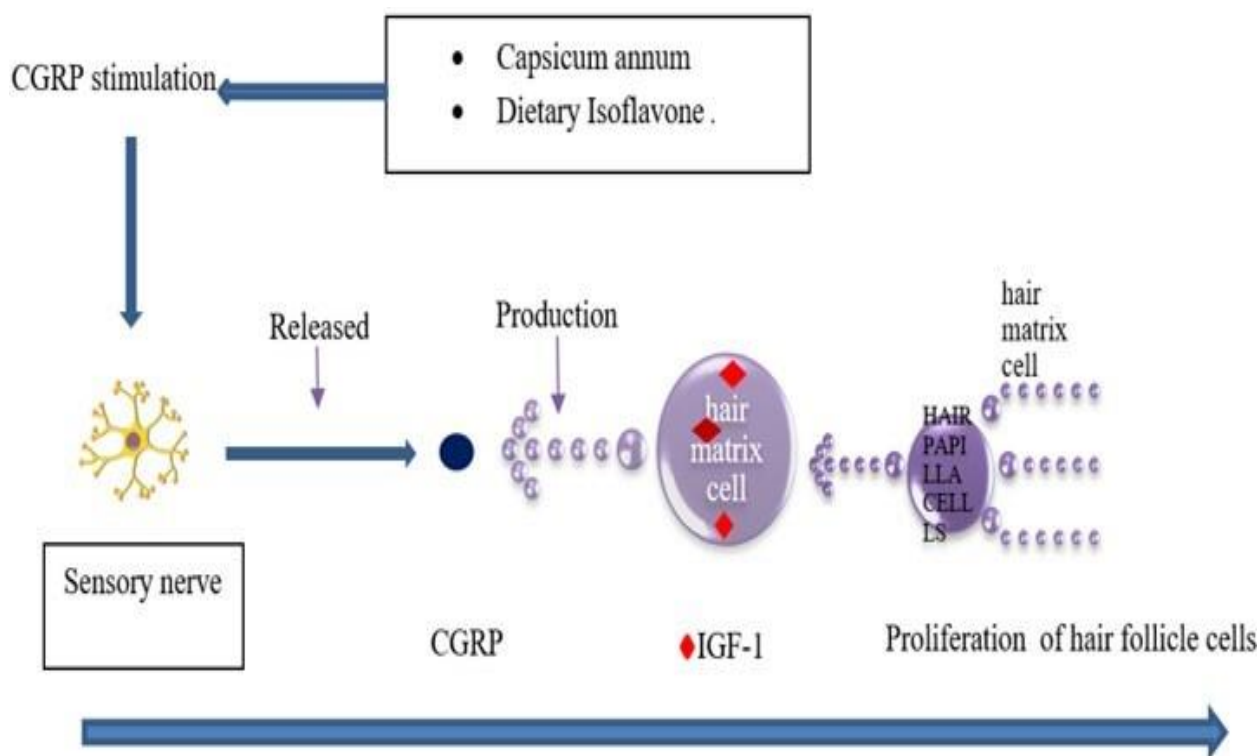 CGRP stimulation
• Capsicum annum
• Dietary Isoflavone .
Released
Production
hair
matrix
cell
hair
matrix
cell
HAIR
PAPI
LLA
CELL
LS
Sensory nerve
CGRP
IGF-1
Proliferation of hair follicle cells